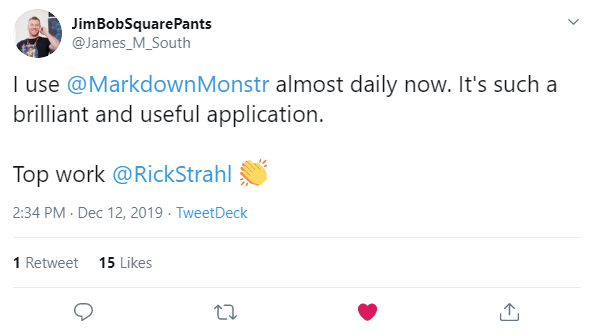 JimBobSquarePants
@James_M_South
I use @MarkdownMonstr almost daily now. It's such a
brilliant and useful application.
Top work @RickStrahl 👏
2:34 PM · Dec 12, 2019 · TweetDeck
1 Retweet 15 Likes